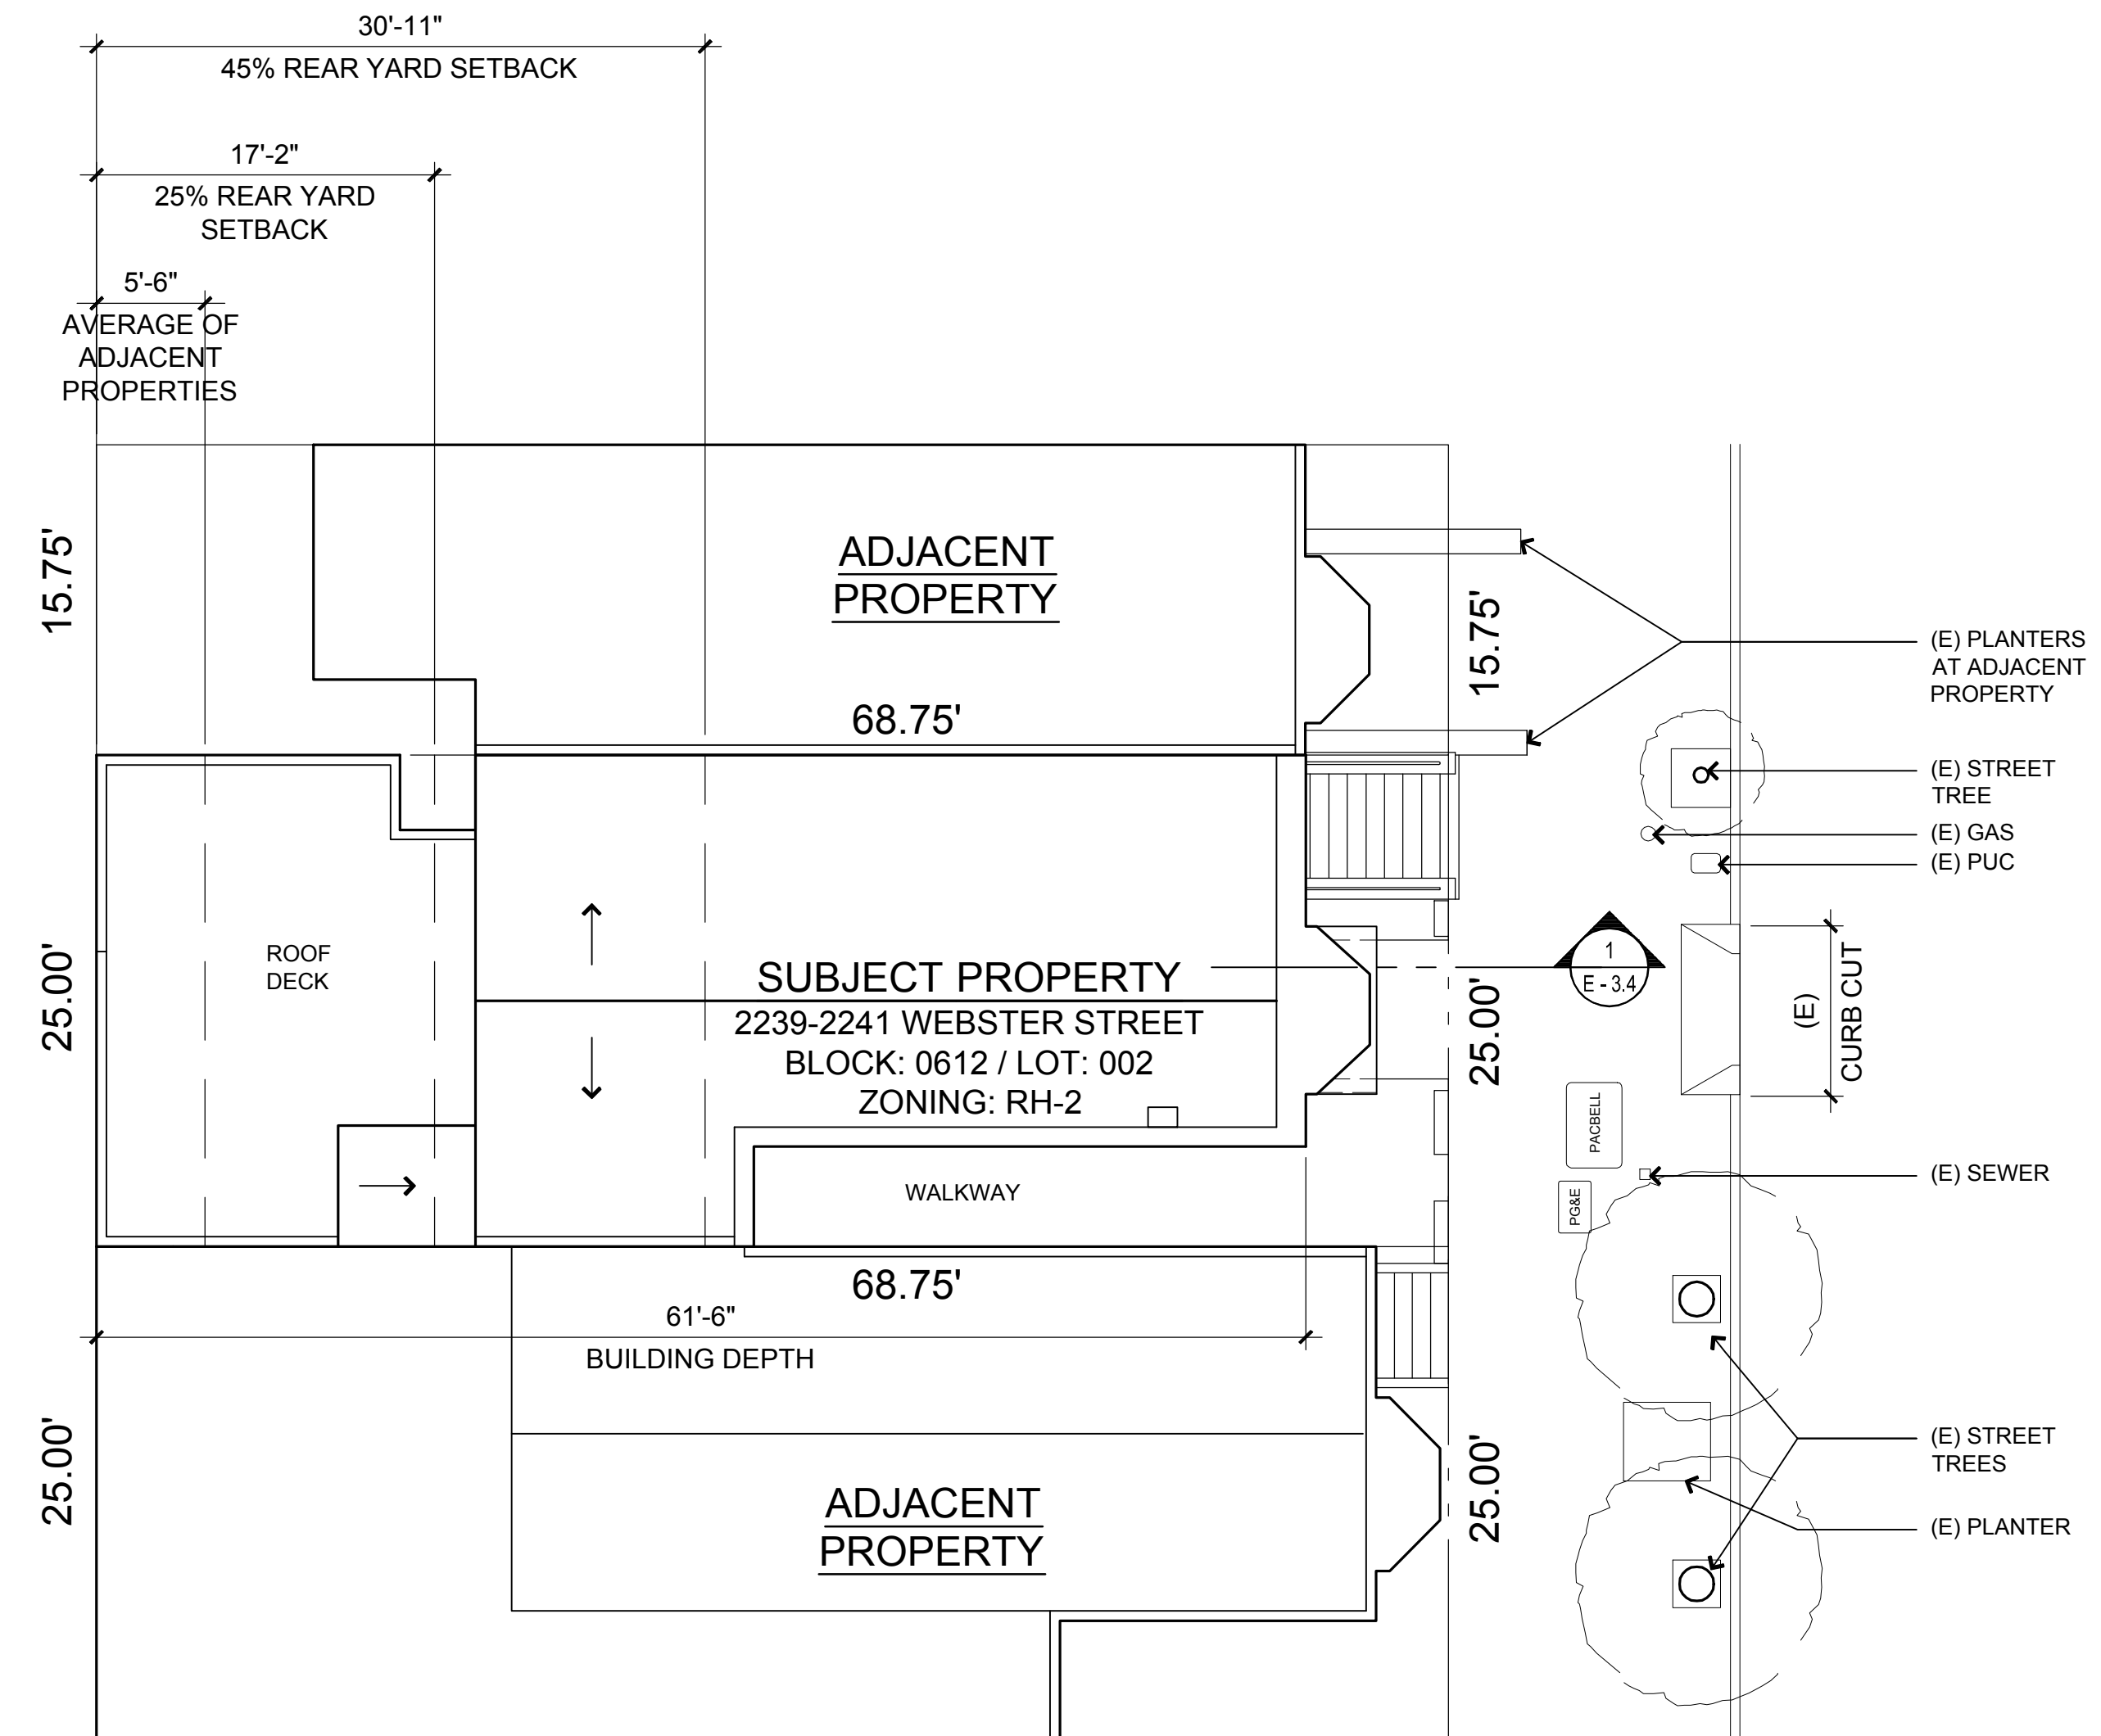 30'-11"
45% REAR YARD SETBACK
17'-2"
25% REAR YARD
SETBACK
5'-6"
AVERAGE OF
ADJACENT
PROPERTIES
15.75'
ADJACENT
PROPERTY
68.75'
15.75'
(E) PLANTERS
AT ADJACENT
PROPERTY
(E) STREET
TREE
(E) GAS
(E) PUC
25.00'
ROOF
DECK
SUBJECT PROPERTY
2239-2241 WEBSTER STREET
BLOCK: 0612 / LOT: 002
ZONING: RH-2
WALKWAY
25.00'
1
E - 3.4
(E)
CURB CUT
PACBELL
PG&E
(E) SEWER
68.75'
61'-6"
BUILDING DEPTH
25.00'
ADJACENT
PROPERTY
25.00'
(E) STREET
TREES
(E) PLANTER